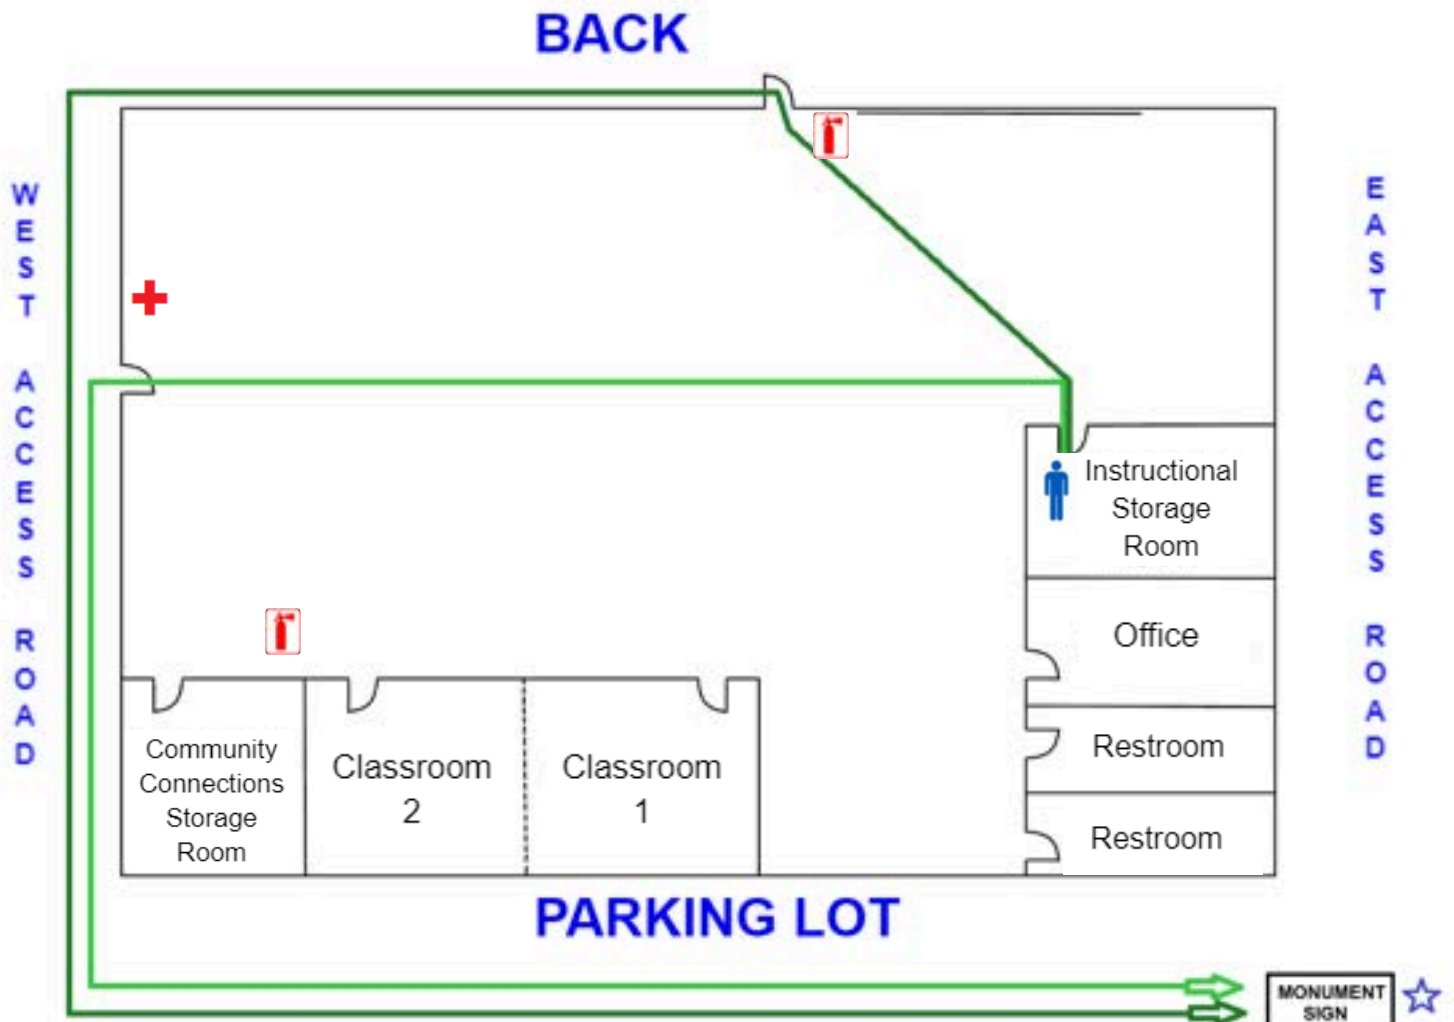 BACK
WEST ACCESS ROAD
EAST ACCESS ROAD
Instructional
Storage
Room
Office
Restroom
Restroom
Community
Connections
Storage
Room
Classroom
2
Classroom
1
PARKING LOT
MONUMENT
SIGN